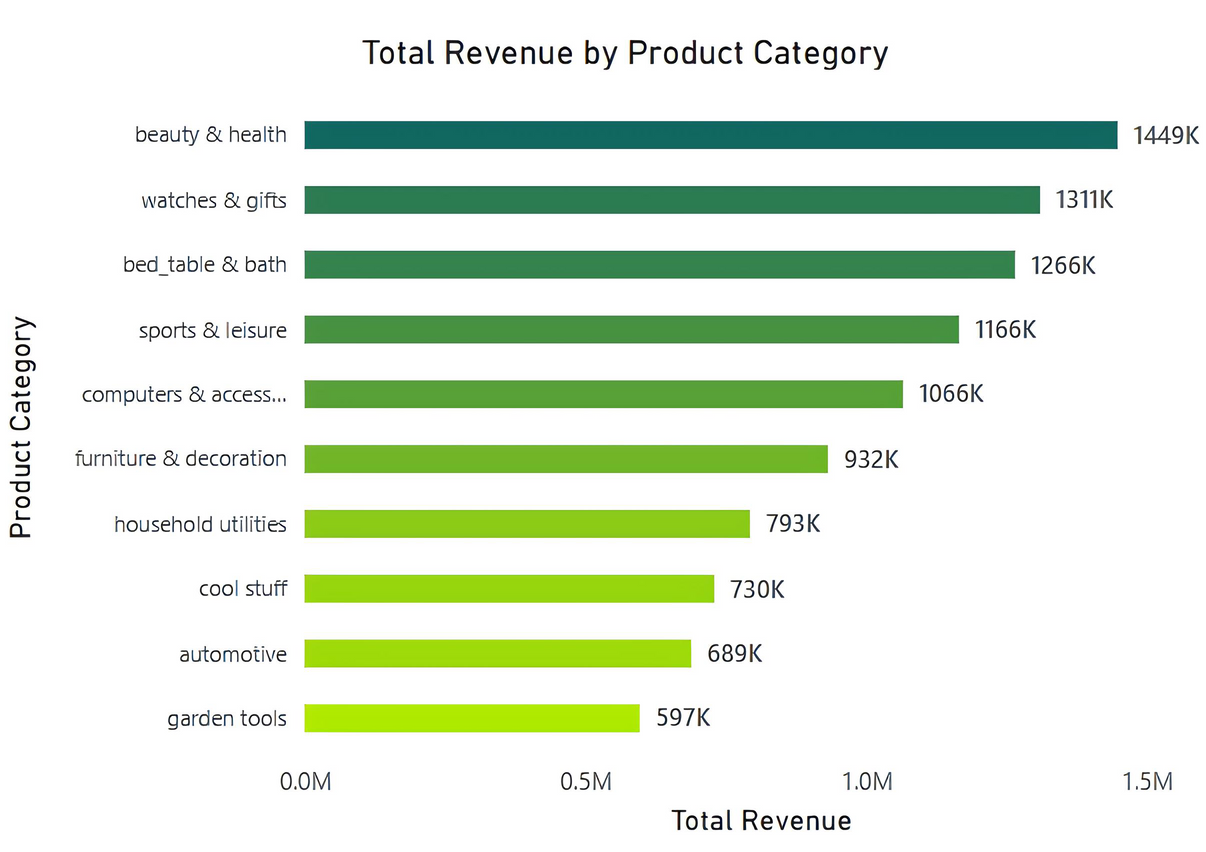 Total Revenue by Product Category
Product Category
beauty & health 1449K
watches & gifts 1311K
bed_table & bath 1266K
sports & leisure 1166K
computers & access... 1066K
furniture & decoration 932K
household utilities 793K
cool stuff 730K
automotive 689K
garden tools 597K
0.0M 0.5M 1.0M 1.5M
Total Revenue